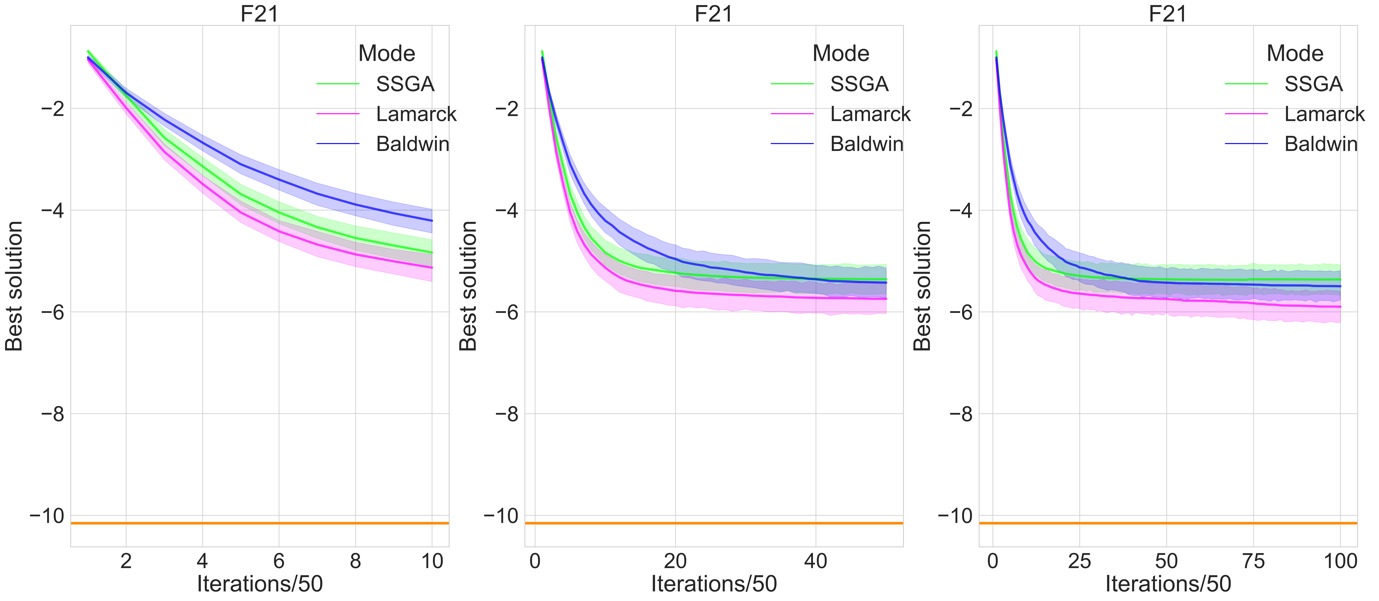 F21
Mode
SSGA
Lamarck
Baldwin
−2
−4
−6
−8
−10
Best solution
2 4 6 8 10
Iterations/50
F21
Mode
SSGA
Lamarck
Baldwin
−2
−4
−6
−8
−10
Best solution
0 20 40
Iterations/50
F21
Mode
SSGA
Lamarck
Baldwin
−2
−4
−6
−8
−10
Best solution
0 25 50 75 100
Iterations/50